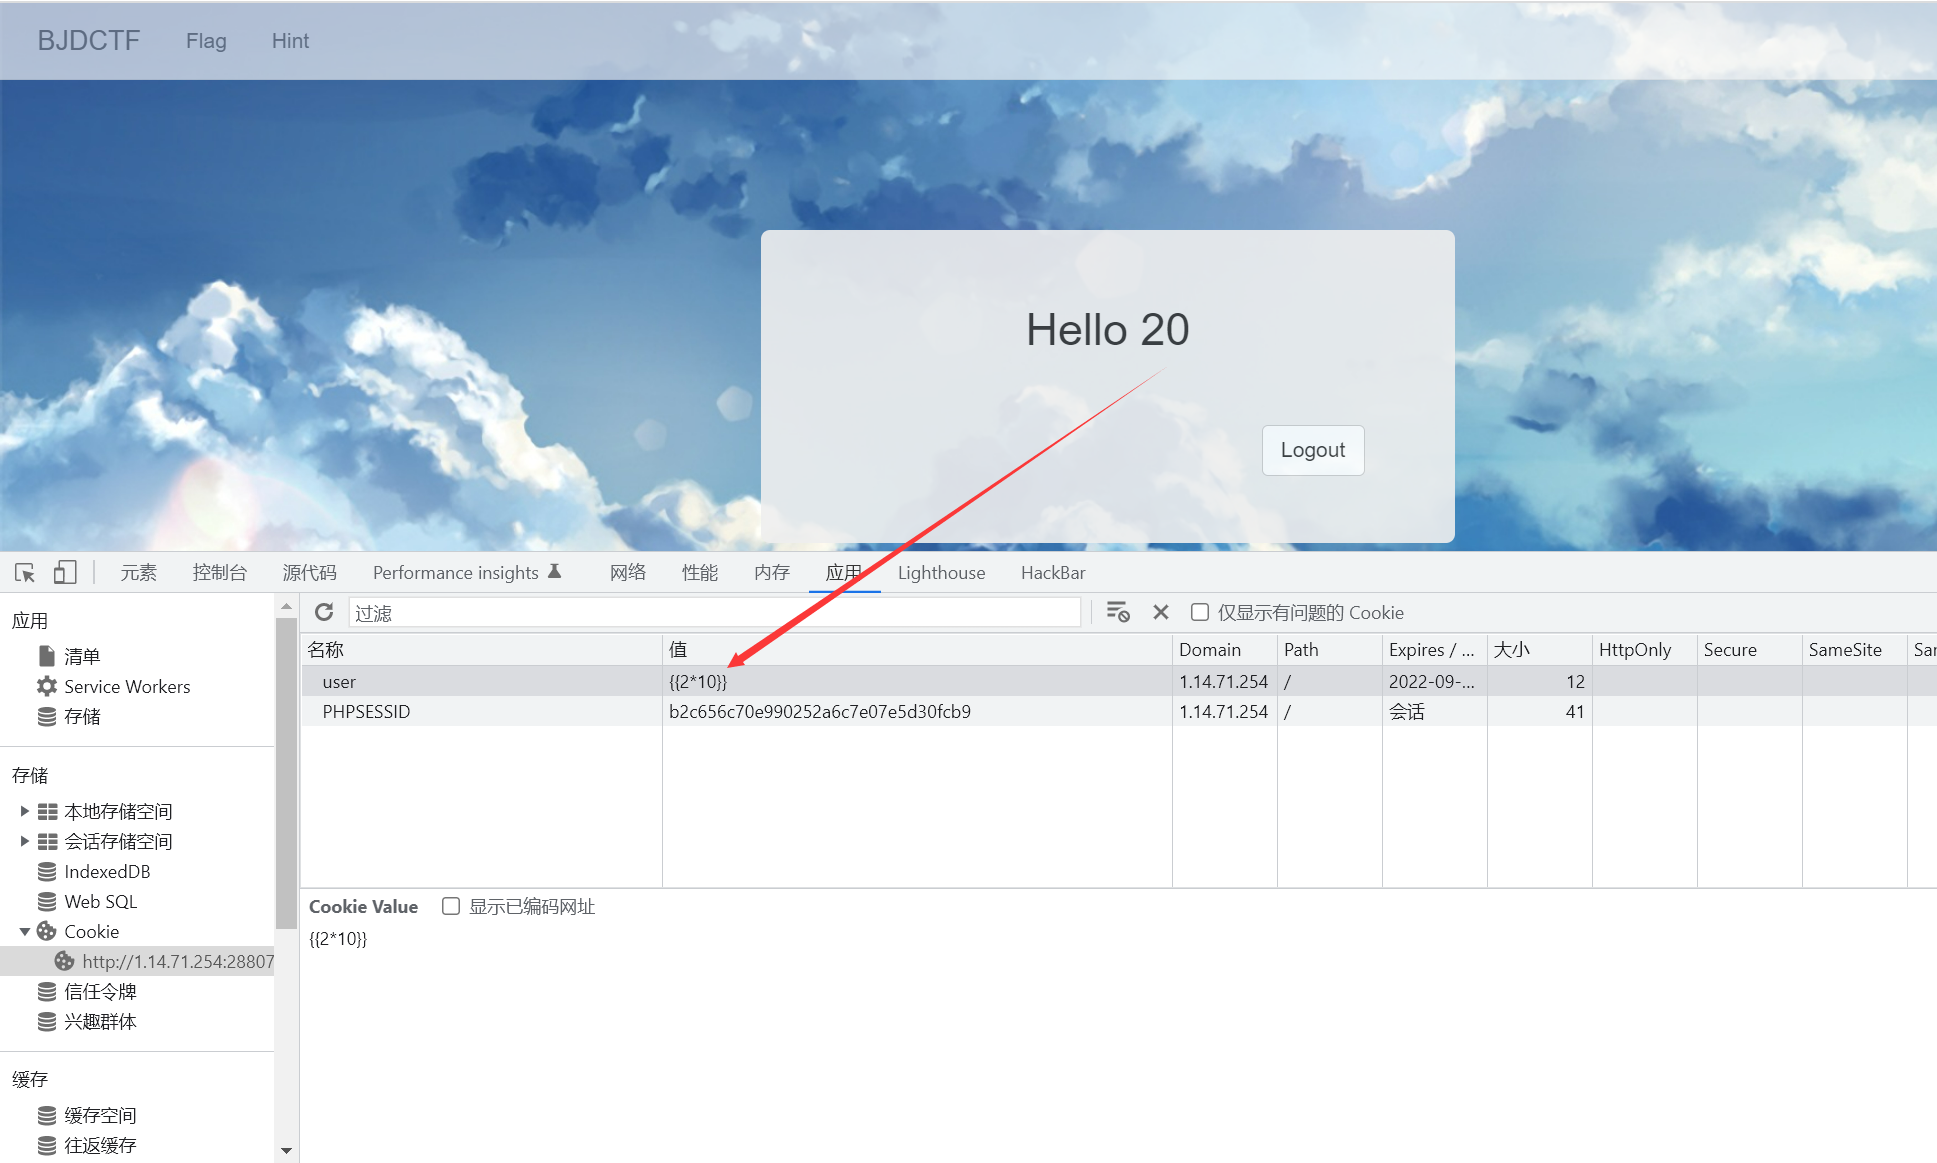 BJDCTF Flag Hint
Hello 20
Logout
元素 控制台 源代码 Performance insights 网络 性能 内存 应用 Lighthouse HackBar
应用
清单
Service Workers
存储
存储
本地存储空间
会话存储空间
IndexedDB
Web SQL
Cookie
http://1.14.71.254:28807
信任令牌
兴趣群体
缓存
缓存空间
往返缓存
过滤 仅显示有问题的 Cookie
名称 值 Domain Path Expires / ... 大小 HttpOnly Secure SameSite Sar
user {{2*10}} 1.14.71.254 / 2022-09-... 12
PHPSESSID b2c656c70e990252a6c7e07e5d30fcb9 1.14.71.254 / 会话 41
Cookie Value 显示已编码网址
{{2*10}}